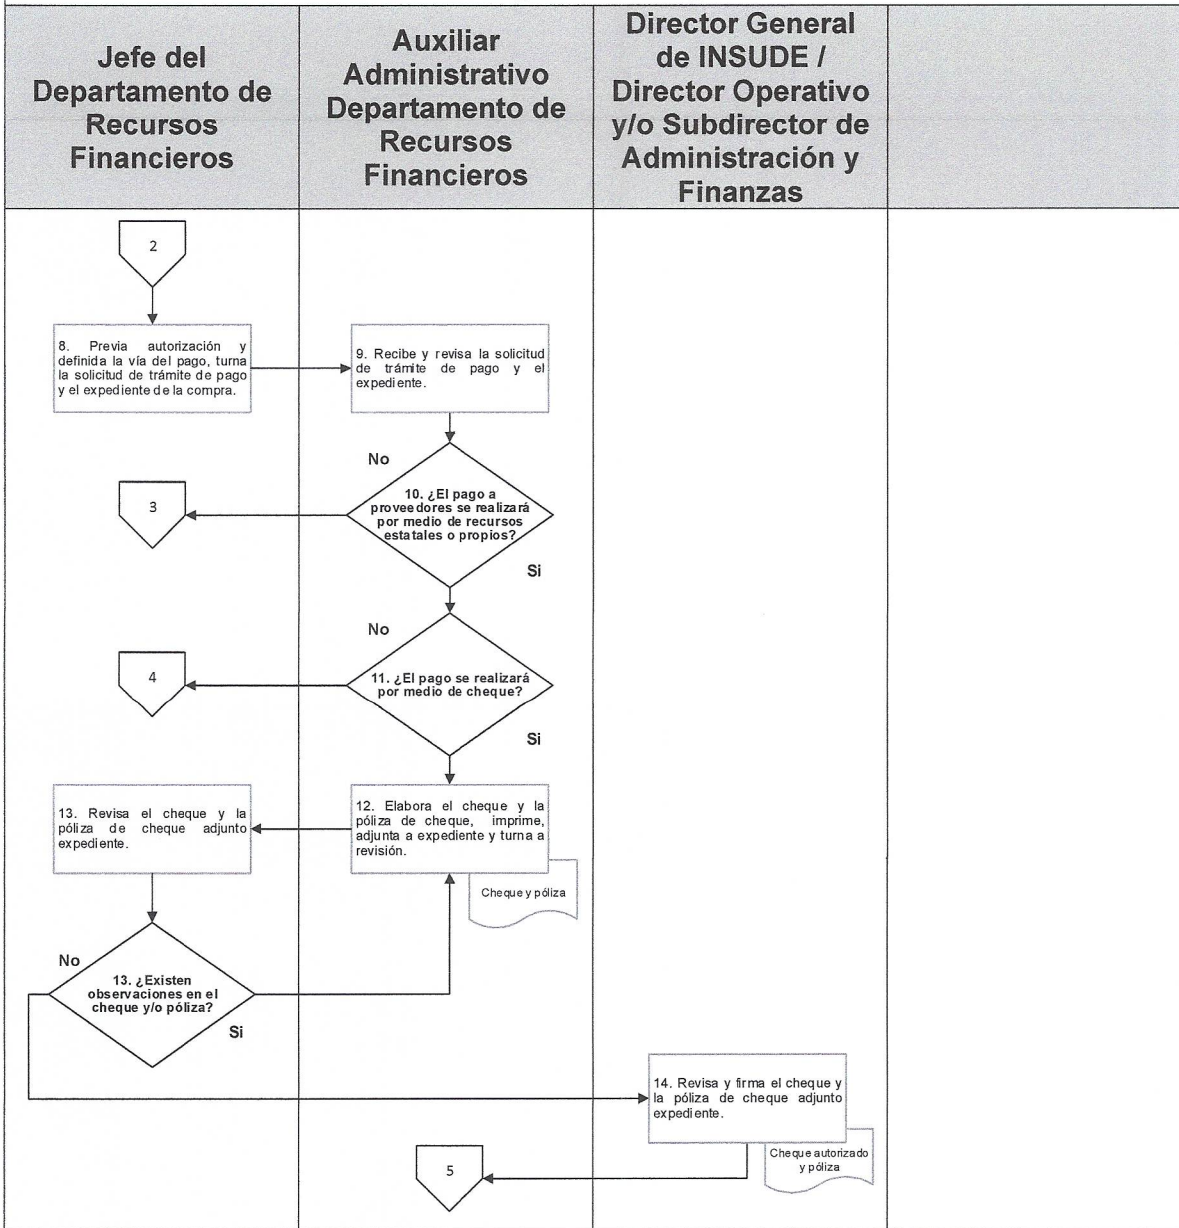 Jefe del
Departamento de
Recursos
Financieros
Auxiliar
Administrativo
Departamento de
Recursos
Financieros
Director General
de INSUDE /
Director Operativo
y/o Subdirector de
Administración y
Finanzas
2
8. Previa autorización y
definida la vía del pago, turna
la solicitud de trámite de pago
y el expediente de la compra.
9. Recibe y revisa la solicitud
de trámite de pago y el
expediente.
No
10. ¿El pago a
proveedores se realizará
por medio de recursos
estatales o propios?
3
Si
No
11. ¿El pago se realizará
por medio de cheque?
4
Si
12. Elabora el cheque y la
póliza de cheque, imprime,
adjunta a expediente y turna a
revisión.
Cheque y póliza
13. Revisa el cheque y la
póliza de cheque adjunto
expediente.
No
13. ¿Existen
observaciones en el
cheque y/o póliza?
Si
14. Revisa y firma el cheque y
la póliza de cheque adjunto
expediente.
Cheque autorizado
y póliza
5